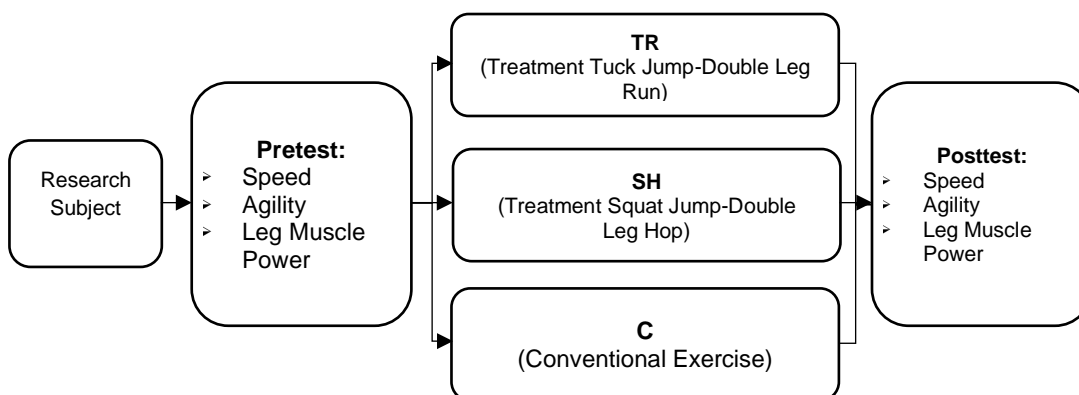 Research
Subject
Pretest:
Speed
Agility
Leg Muscle
Power
TR
(Treatment Tuck Jump-Double Leg
Run)
SH
(Treatment Squat Jump-Double
Leg Hop)
C
(Conventional Exercise)
Posttest:
Speed
Agility
Leg Muscle
Power